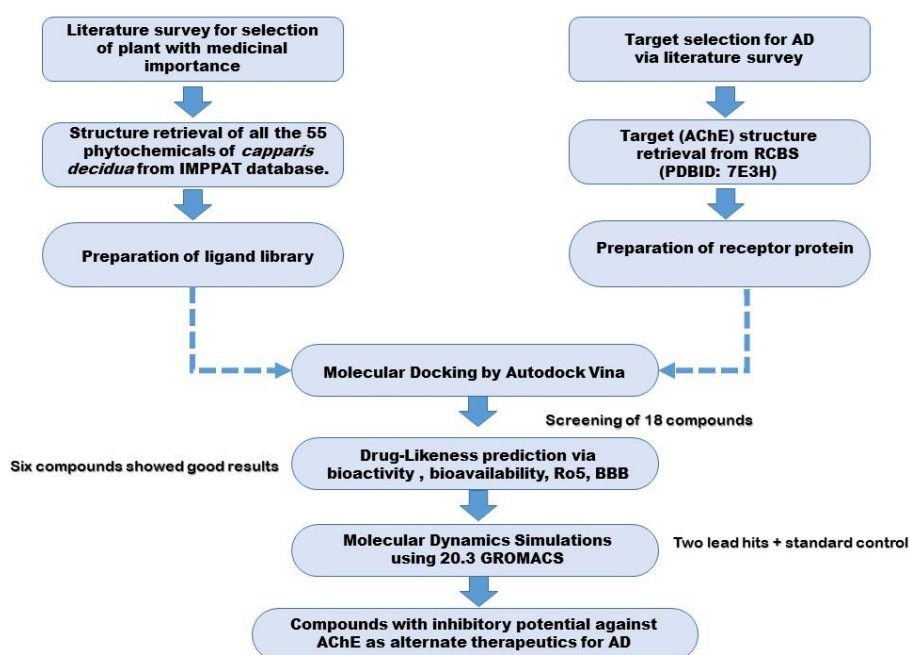 Literature survey for selection
of plant with medicinal
importance
Target selection for AD
via literature survey
Structure retrieval of all the 55
phytochemicals of capparis
decidua from IMPPAT database.
Target (AChE) structure
retrieval from RCBS
(PDBID: 7E3H)
Preparation of ligand library
Preparation of receptor protein
Molecular Docking by Autodock Vina
Screening of 18 compounds
Six compounds showed good results
Drug-Likeness prediction via
bioactivity , bioavailability, Ro5, BBB
Molecular Dynamics Simulations
using 20.3 GROMACS
Two lead hits + standard control
Compounds with inhibitory potential against
AChE as alternate therapeutics for AD